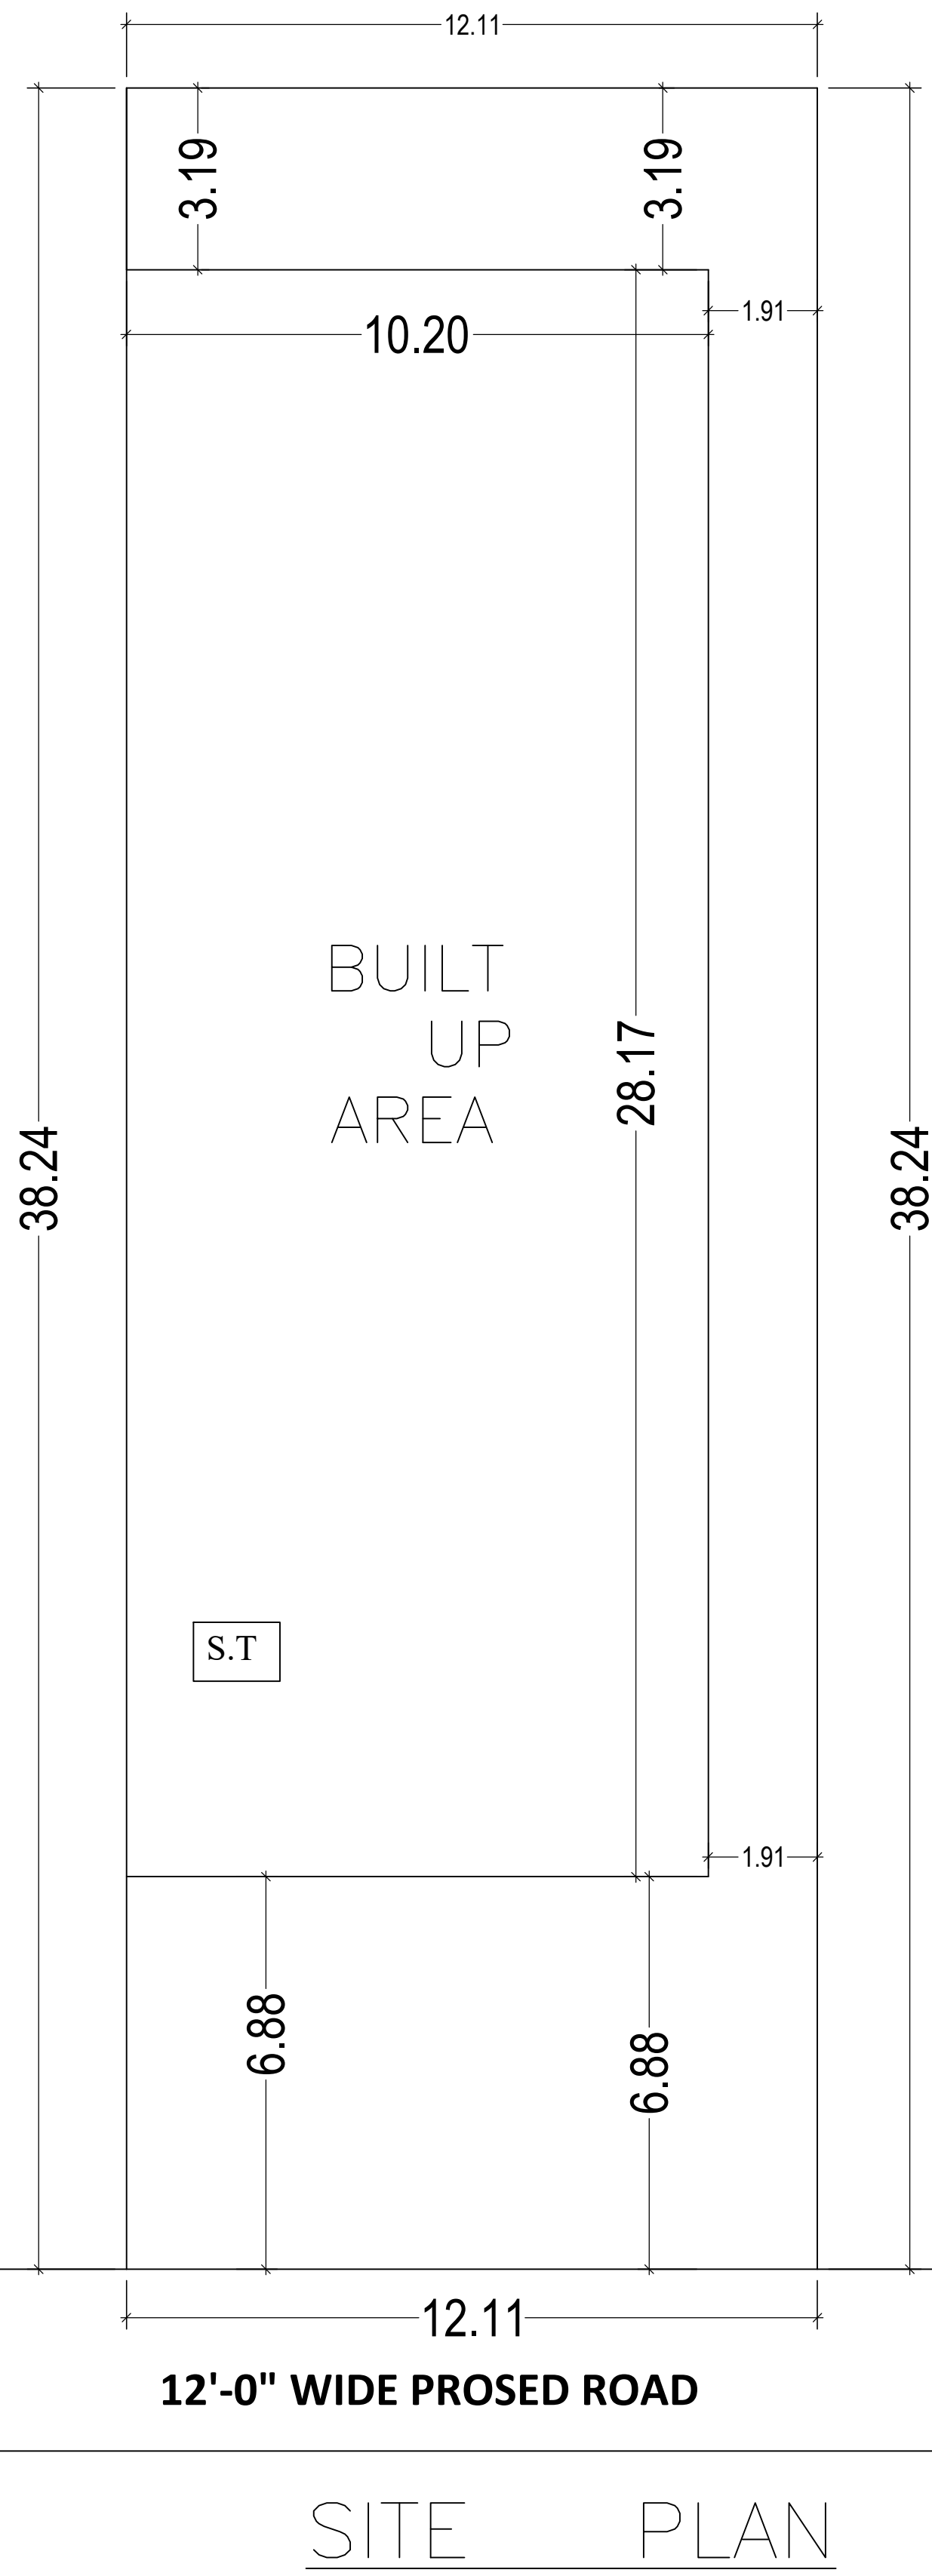 12.11
3.19
3.19
1.91
10.20
BUILT
UP
AREA
28.17
38.24
38.24
S.T
1.91
6.88
6.88
12.11
12'-0" WIDE PROSED ROAD
SITE PLAN